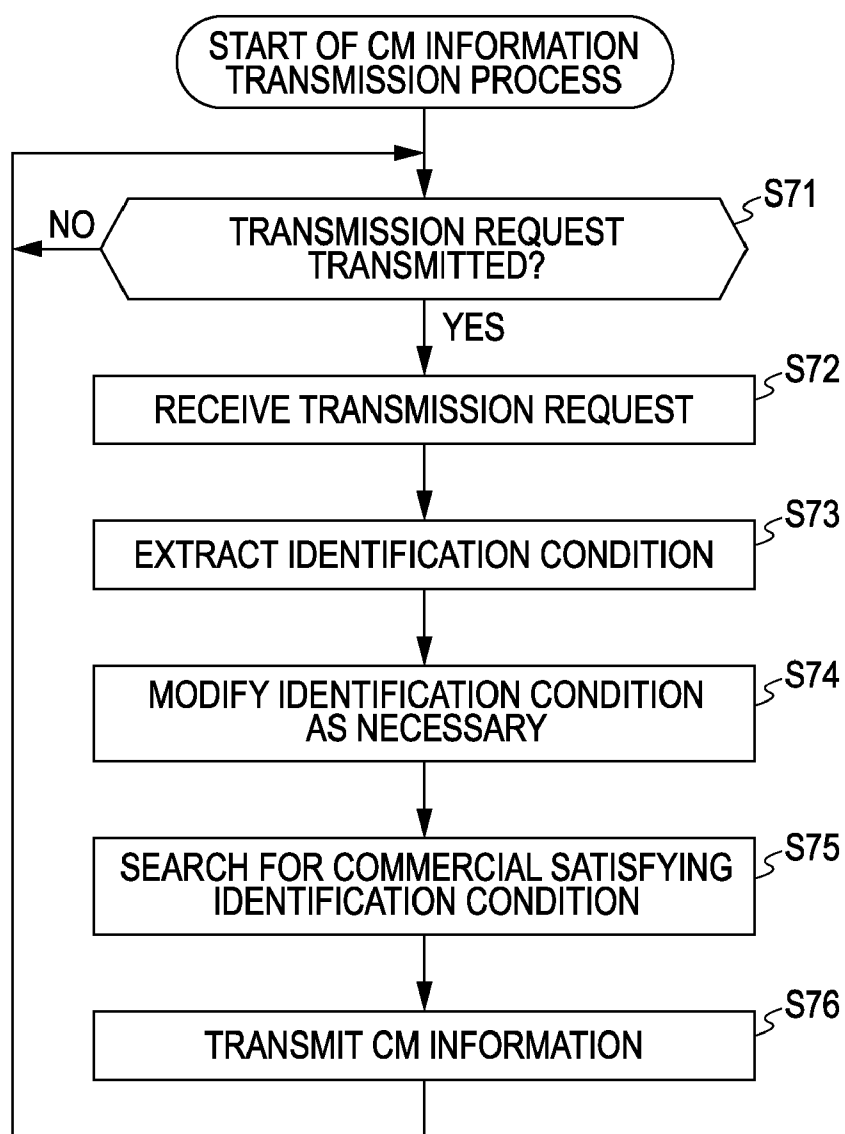 START OF CM INFORMATION
TRANSMISSION PROCESS
S71
NO
TRANSMISSION REQUEST
TRANSMITTED?
YES
S72
RECEIVE TRANSMISSION REQUEST
S73
EXTRACT IDENTIFICATION CONDITION
S74
MODIFY IDENTIFICATION CONDITION
AS NECESSARY
S75
SEARCH FOR COMMERCIAL SATISFYING
IDENTIFICATION CONDITION
S76
TRANSMIT CM INFORMATION